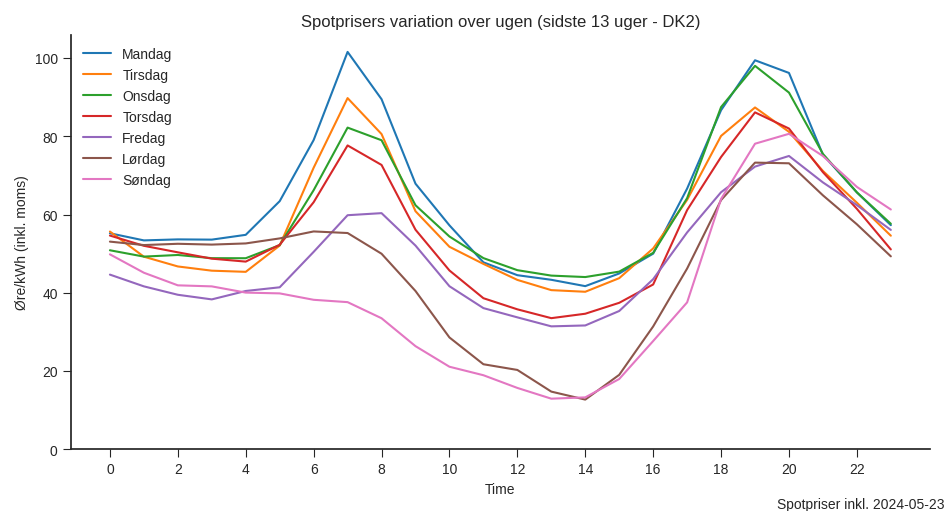 Spotprisers variation over ugen (sidste 13 uger - DK2)
Mandag
Tirsdag
Onsdag
Torsdag
Fredag
Lørdag
Søndag
Øre/kWh (inkl. moms)
100
80
60
40
20
0
0 2 4 6 8 10 12 14 16 18 20 22
Time
Spotpriser inkl. 2024-05-23